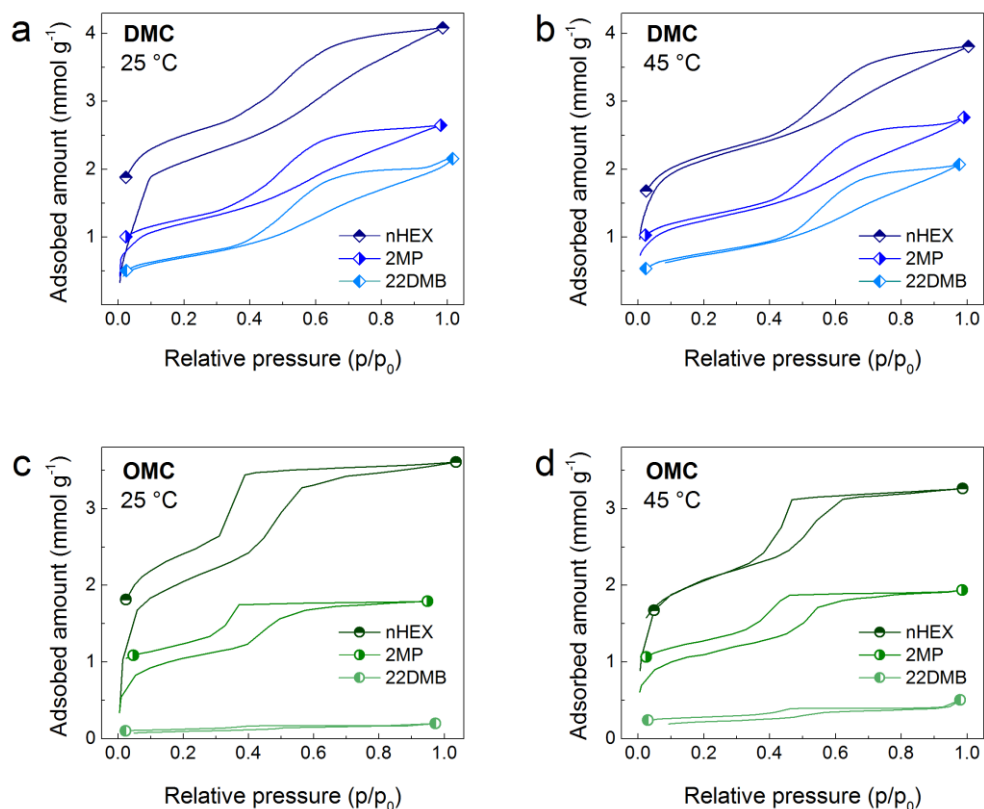 a
DMC
25 °C
Adsobed amount (mmol g⁻¹)
4
3
2
1
nHEX
2MP
22DMB
0.0 0.2 0.4 0.6 0.8 1.0
Relative pressure (p/p₀)
b
DMC
45 °C
Adsorbed amount (mmol g⁻¹)
4
3
2
1
nHEX
2MP
22DMB
0.0 0.2 0.4 0.6 0.8 1.0
Relative pressure (p/p₀)
c
OMC
25 °C
Adsobed amount (mmol g⁻¹)
3
2
1
0
nHEX
2MP
22DMB
0.0 0.2 0.4 0.6 0.8 1.0
Relative pressure (p/p₀)
d
OMC
45 °C
Adsorbed amount (mmol g⁻¹)
3
2
1
0
nHEX
2MP
22DMB
0.0 0.2 0.4 0.6 0.8 1.0
Relative pressure (p/p₀)